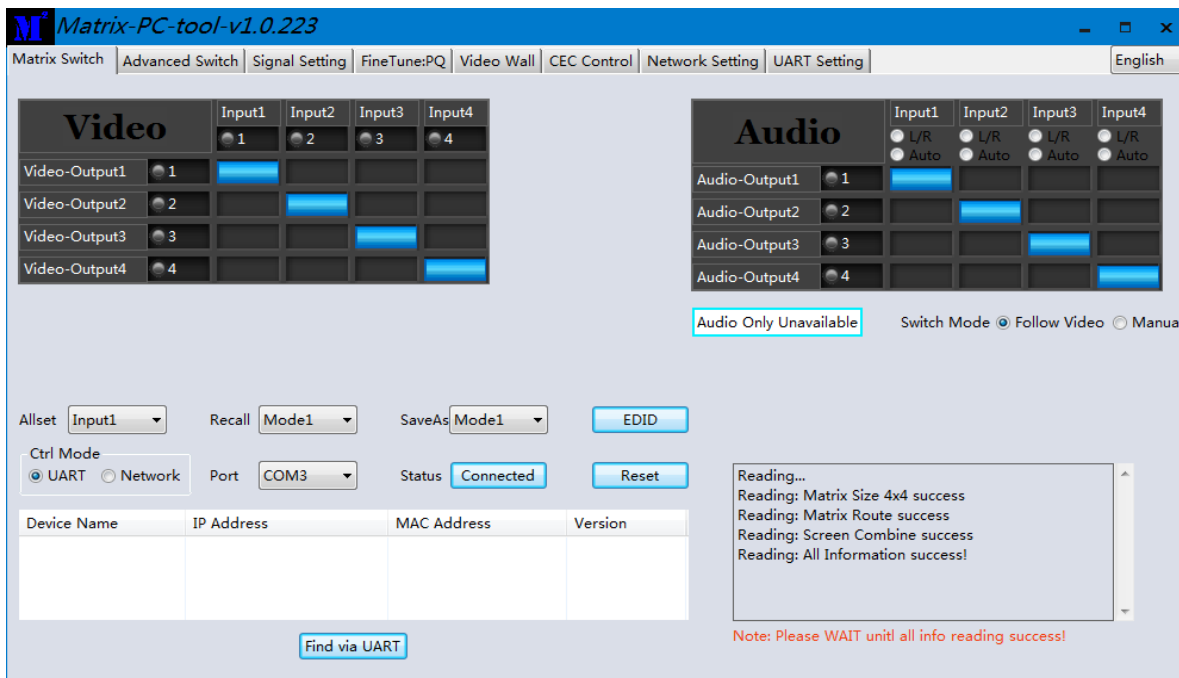 M² Matrix-PC-tool-v1.0.223
Matrix Switch Advanced Switch Signal Setting FineTune:PQ Video Wall CEC Control Network Setting UART Setting English
Video Input1 Input2 Input3 Input4
1 2 3 4
Video-Output1 1
Video-Output2 2
Video-Output3 3
Video-Output4 4
Audio Input1 Input2 Input3 Input4
L/R L/R L/R L/R
Auto Auto Auto Auto
Audio-Output1 1
Audio-Output2 2
Audio-Output3 3
Audio-Output4 4
Audio Only Unavailable Switch Mode Follow Video Manua
Allset Input1 Recall Mode1 SaveAs Mode1 EDID
Ctrl Mode
UART Network Port COM3 Status Connected Reset
Device Name IP Address MAC Address Version
Find via UART
Reading...
Reading: Matrix Size 4x4 success
Reading: Matrix Route success
Reading: Screen Combine success
Reading: All Information success!
Note: Please WAIT unitl all info reading success!